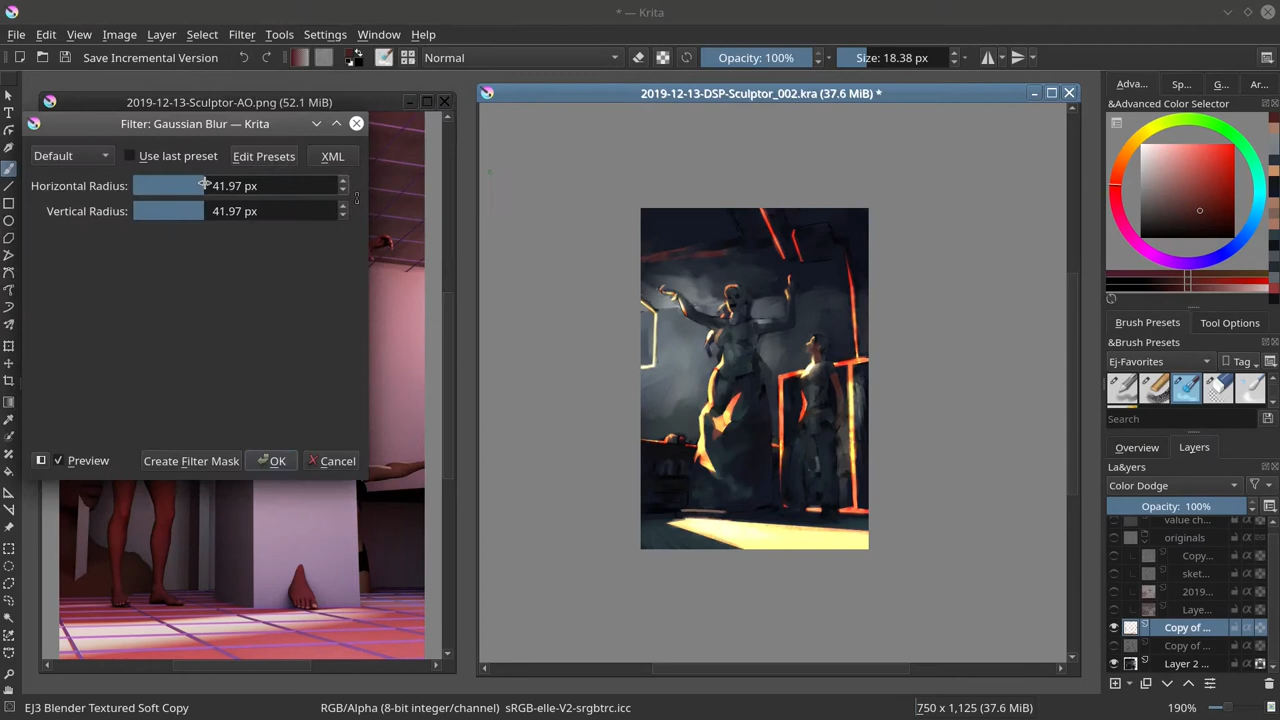 * — Krita
File Edit View Image Layer Filter Tools Select Settings Window Help
Save Incremental Version
Normal
Opacity: 100%
Size: 18.38 px
2019-12-13-Sculptor-AO.png (52.1 MiB)
2019-12-13-DSP-Sculptor_002.kra (37.6 MiB) *
Filter: Gaussian Blur — Krita
Default
Use last preset
Edit Presets
XML
Horizontal Radius: 41.97 px
Vertical Radius: 41.97 px
Preview
Create Filter Mask
OK
Cancel
Adva... Sp... G... Ar...
&Advanced Color Selector
Brush Presets Tool Options
&Brush Presets
Ej-Favorites
Tag
Search
Overview Layers
La&yers
Color Dodge
Opacity: 100%
value ch...
originals
Copy...
sket...
2019...
Laye...
Copy of ...
Copy of ...
Layer 2 ...
EJ3 Blender Textured Soft Copy
RGB/Alpha (8-bit integer/channel) sRGB-elle-V2-srgbtrc.icc
750 x 1,125 (37.6 MiB)
190%